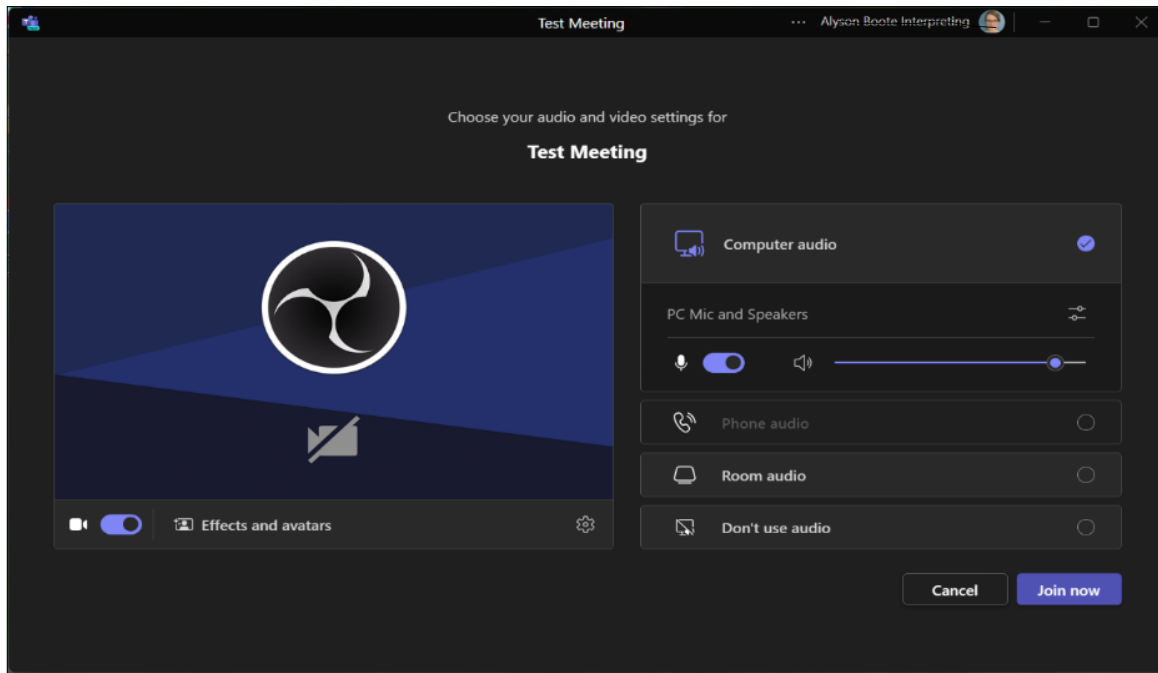 Test Meeting
Alyson Boote Interpreting
Choose your audio and video settings for
Test Meeting
Computer audio
PC Mic and Speakers
Phone audio
Room audio
Effects and avatars
Don't use audio
Cancel
Join now